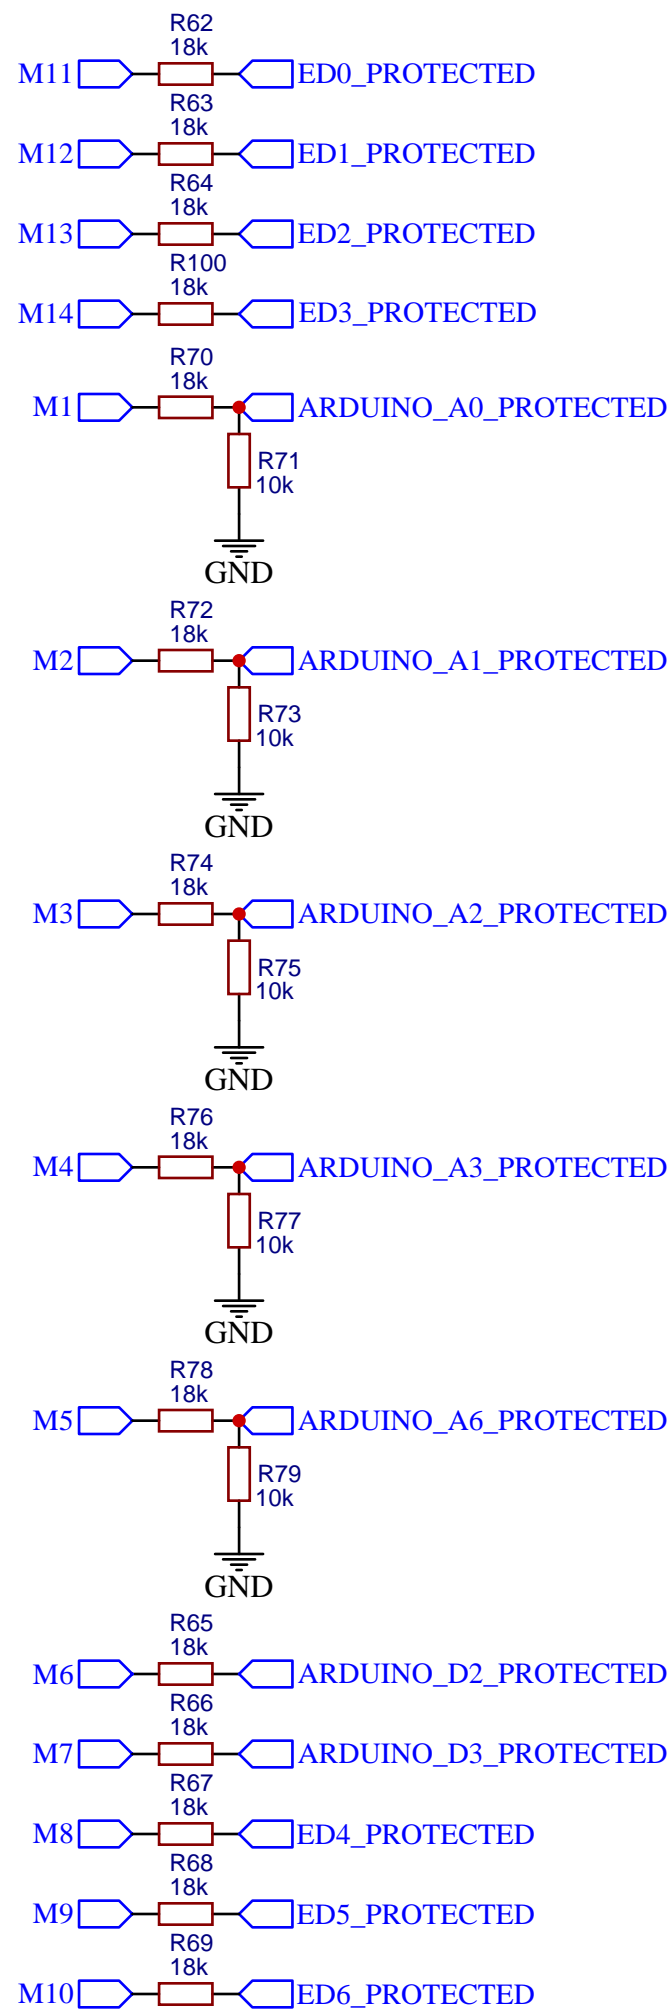 R62
18k
M11 ED0_PROTECTED
R63
18k
M12 ED1_PROTECTED
R64
18k
M13 ED2_PROTECTED
R100
18k
M14 ED3_PROTECTED
R70
18k
M1 ARDUINO_A0_PROTECTED
R71
10k
GND
R72
18k
M2 ARDUINO_A1_PROTECTED
R73
10k
GND
R74
18k
M3 ARDUINO_A2_PROTECTED
R75
10k
GND
R76
18k
M4 ARDUINO_A3_PROTECTED
R77
10k
GND
R78
18k
M5 ARDUINO_A6_PROTECTED
R79
10k
GND
R65
18k
M6 ARDUINO_D2_PROTECTED
R66
18k
M7 ARDUINO_D3_PROTECTED
R67
18k
M8 ED4_PROTECTED
R68
18k
M9 ED5_PROTECTED
R69
18k
M10 ED6_PROTECTED